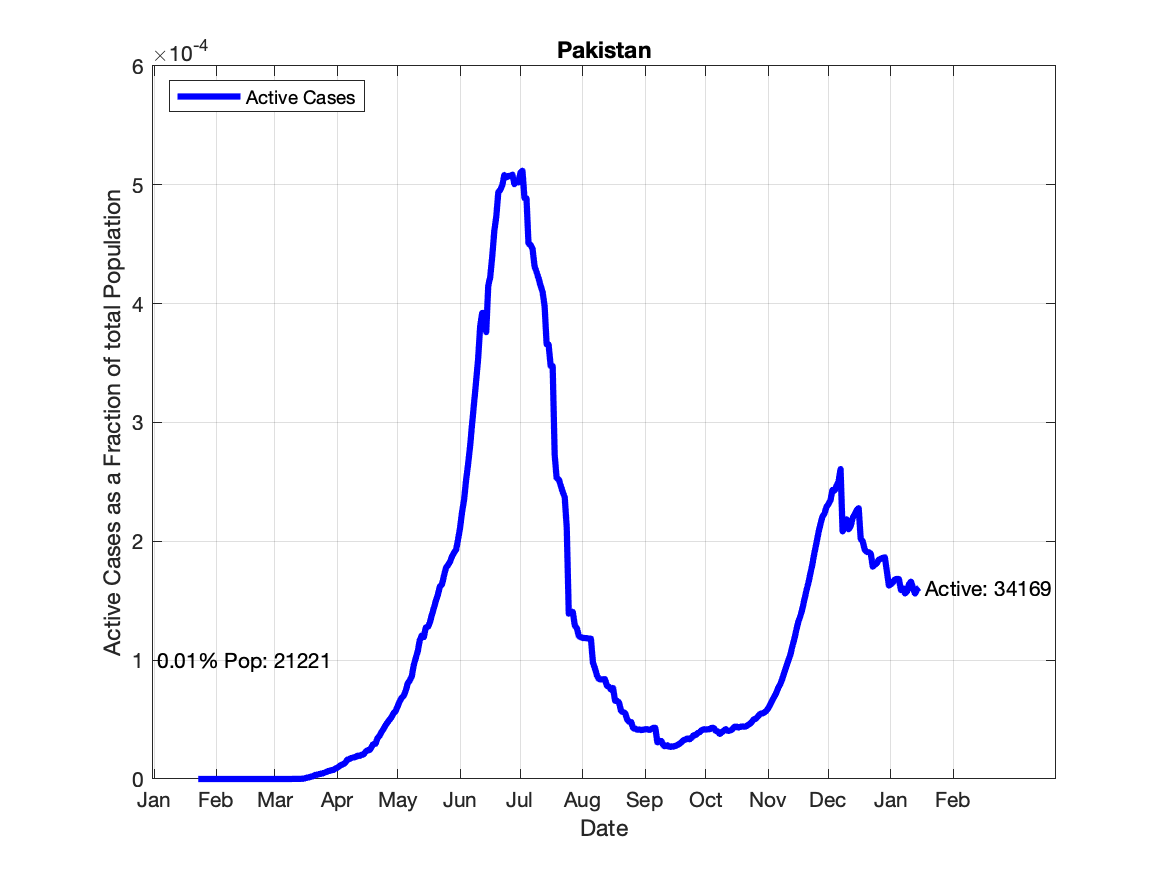 Pakistan
×10⁻⁴
6
5
4
3
2
1
0
Active Cases as a Fraction of total Population
Active Cases
0.01% Pop: 21221
Active: 34169
Jan Feb Mar Apr May Jun Jul Aug Sep Oct Nov Dec Jan Feb
Date